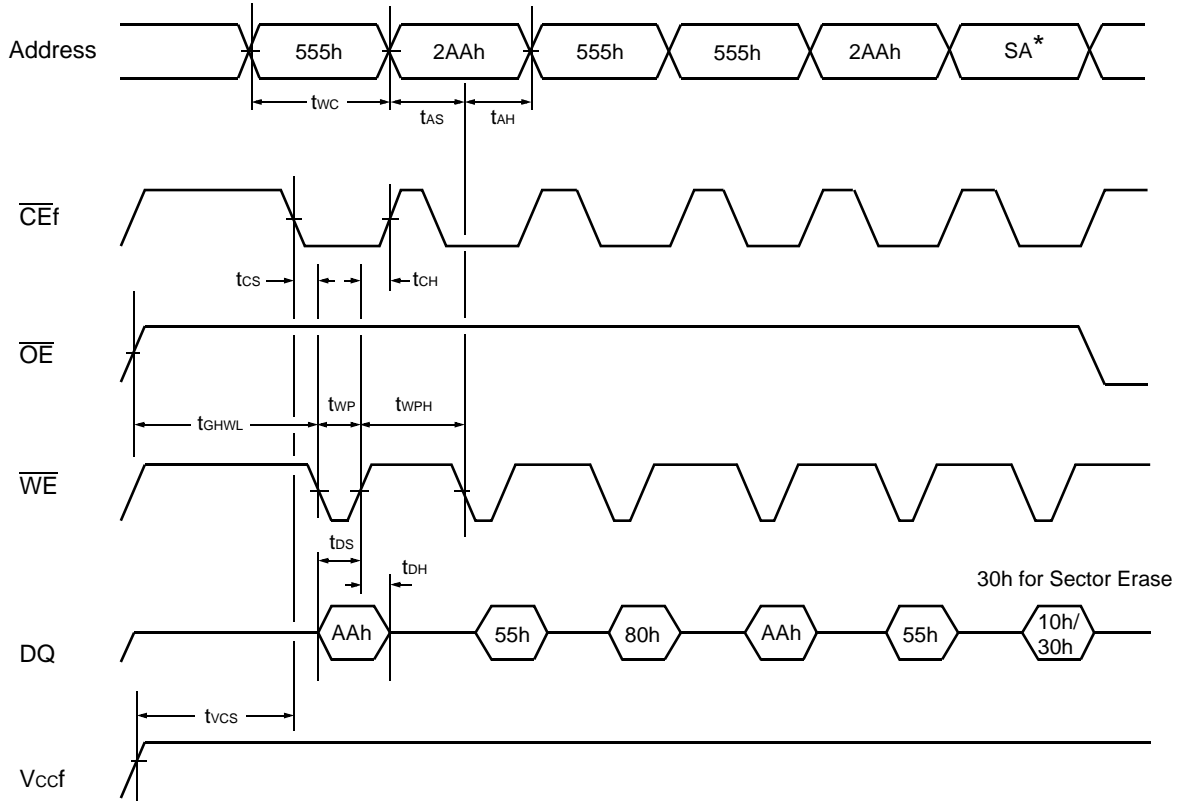 Address 555h 2AAh 555h 555h 2AAh SA*
tWC tAS tAH
CEf
tCS tCH
OE
tGHWL tWP tWPH
WE
tDS
tDH
30h for Sector Erase
DQ AAh 55h 80h AAh 55h 10h/
30h
tVCS
VCCf